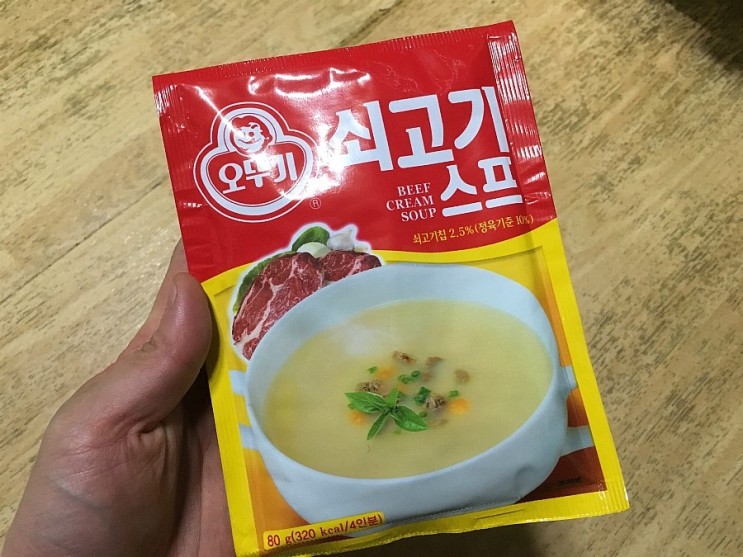 오뚜기
®
쇠고기
스프
BEEF
CREAM
SOUP
쇠고기칩 2.5%(정육기준 10%)
80 g(320 kcal/4인분)